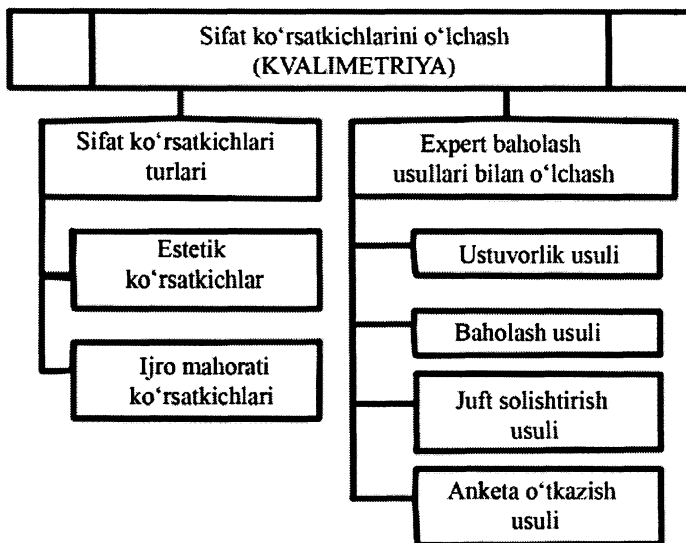 Sifat ko‘rsatkichlarini o‘lchash
(KVALIMETRIYA)
Sifat ko‘rsatkichlari
turlari
Estetik
ko‘rsatkichlar
Ijro mahorati
ko‘rsatkichlari
Expert baholash
usullari bilan o‘lchash
Ustuvorlik usuli
Baholash usuli
Juft solishtirish
usuli
Anketa o‘tkazish
usuli